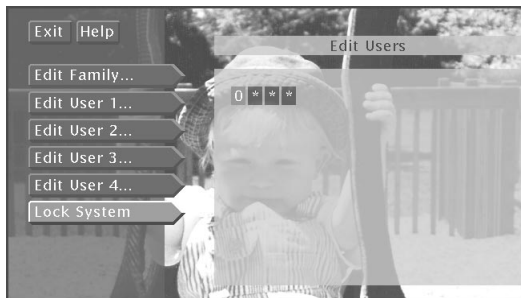 Exit Help
Edit Users
Edit Family...
Edit User 1...
0 * * *
Edit User 2...
Edit User 3...
Edit User 4...
Lock System